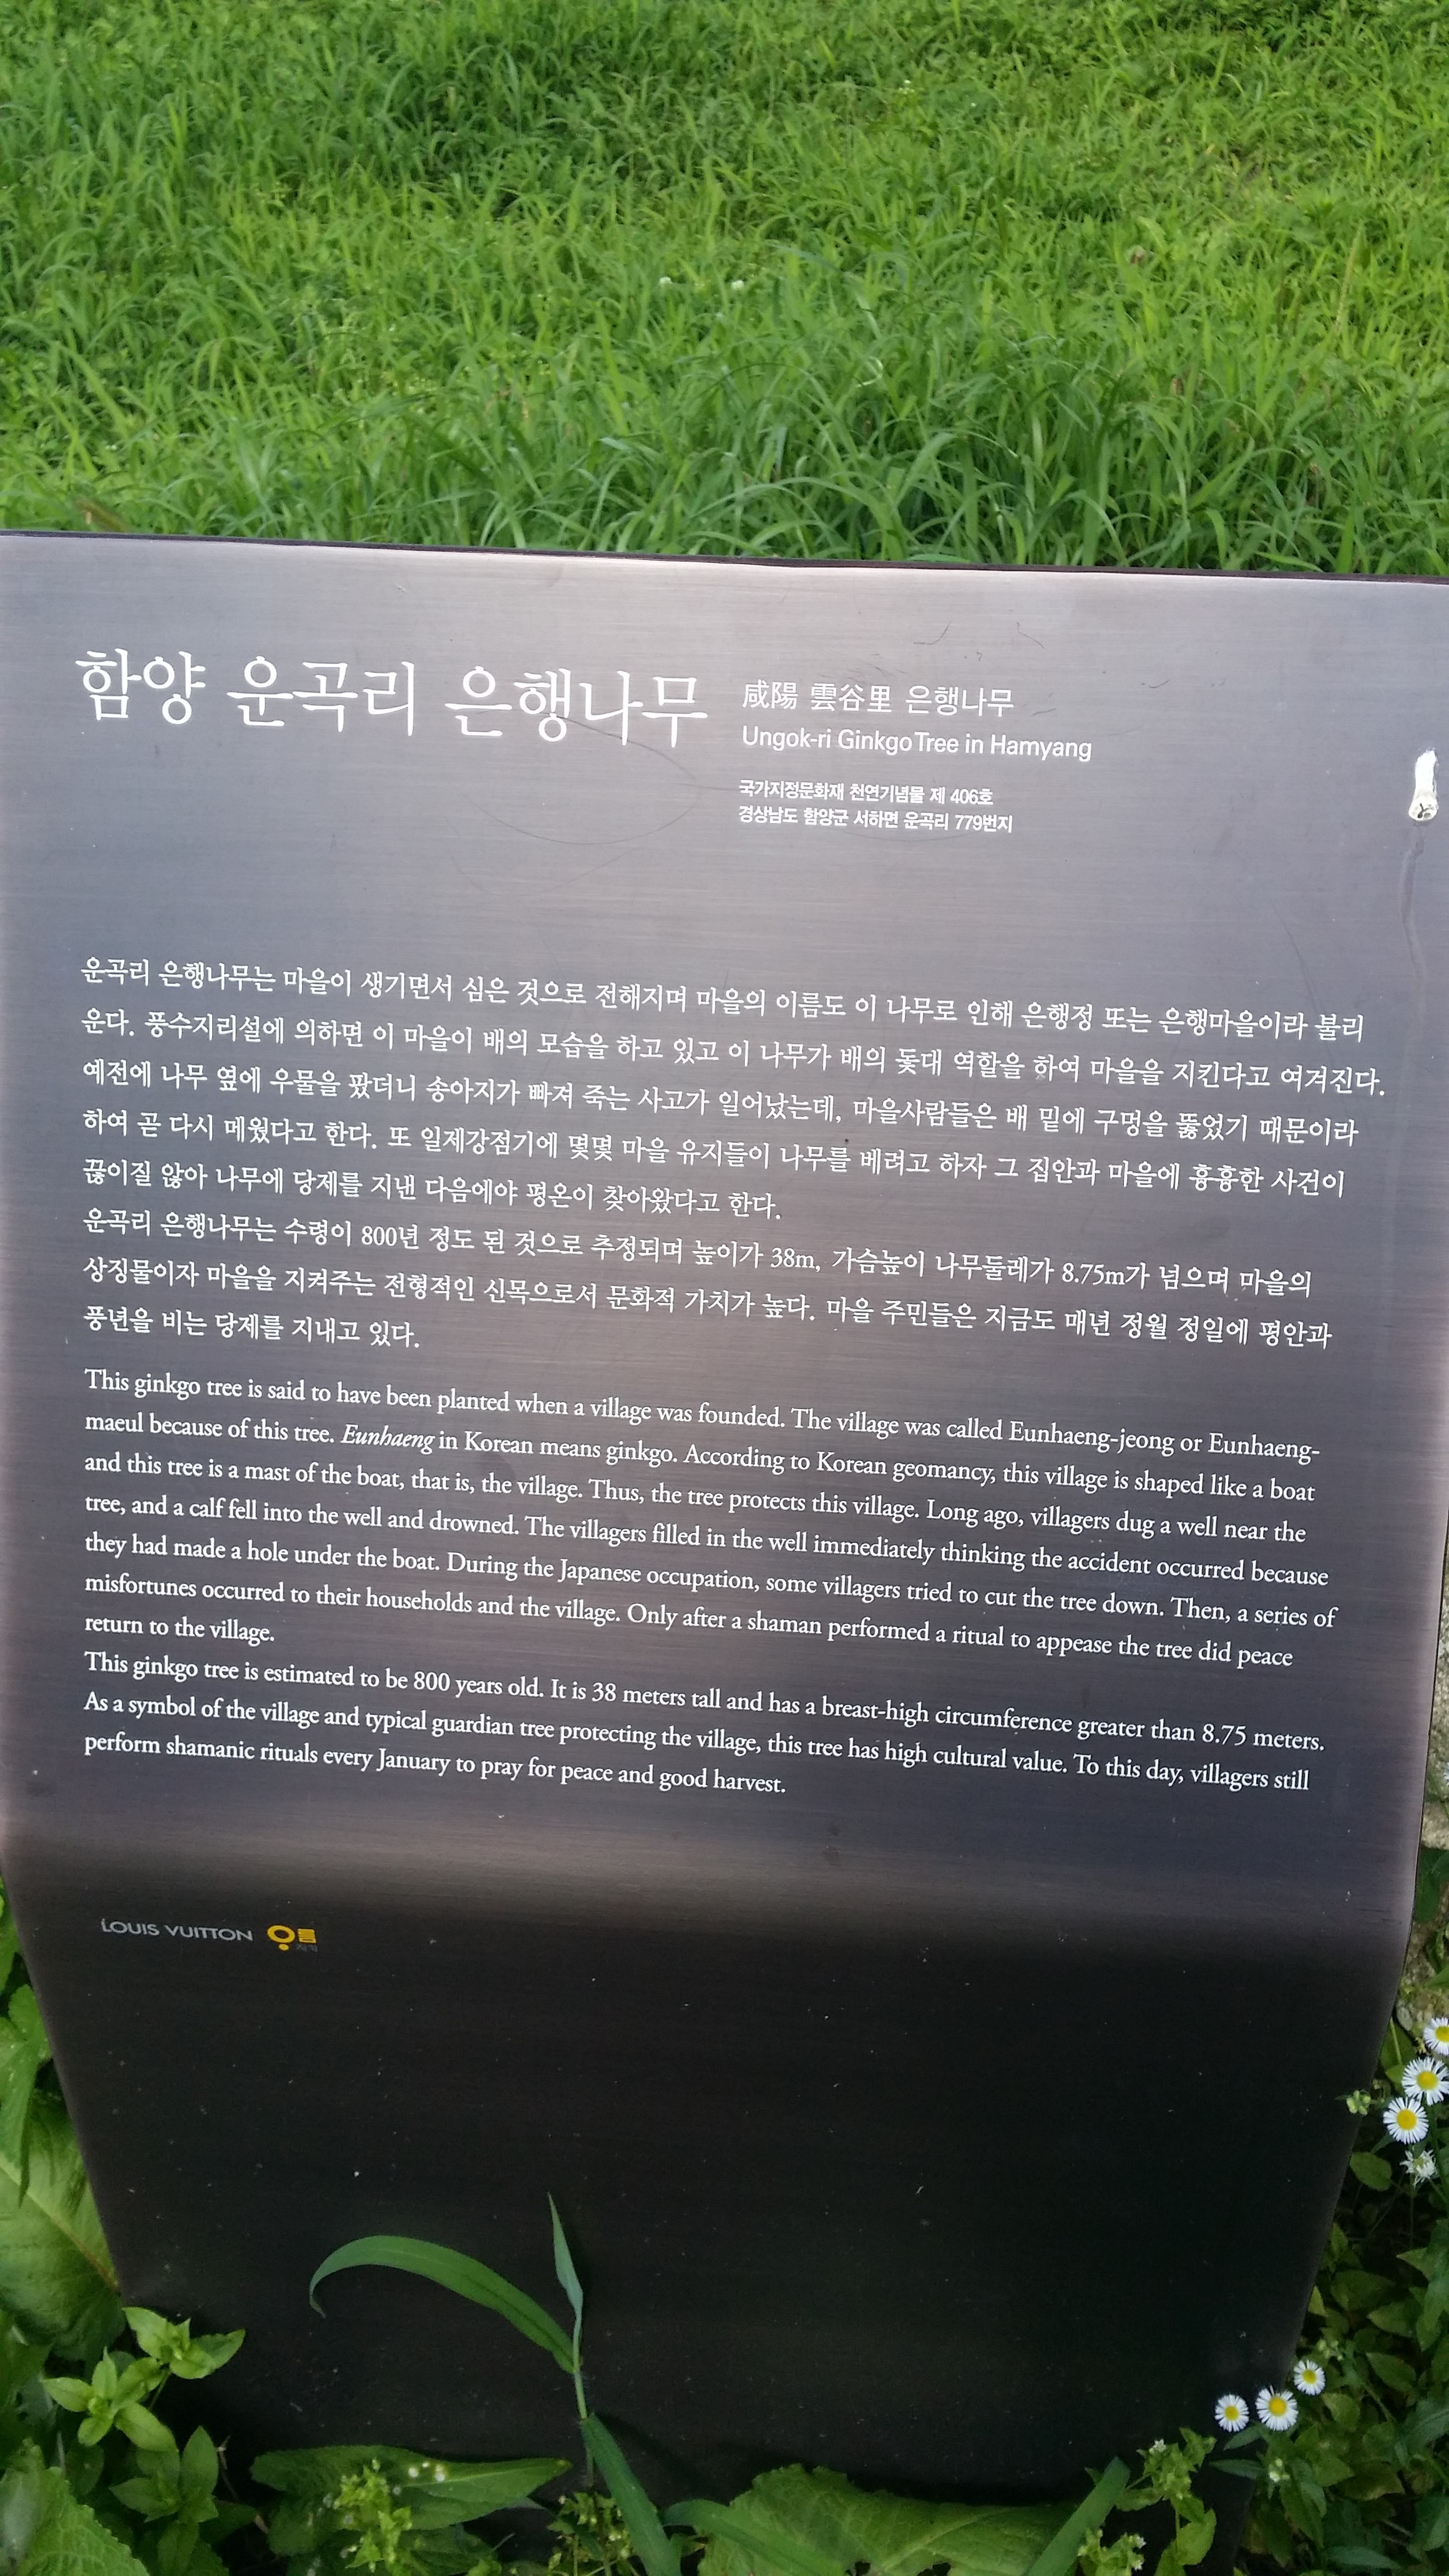 함양 운곡리 은행나무
咸陽 雲谷里 은행나무
Ungok-ri Ginkgo Tree in Hamyang
국가지정문화재 천연기념물 제 406호
경상남도 함양군 서하면 운곡리 779번지
운곡리 은행나무는 마을이 생기면서 심은 것으로 전해지며 마을의 이름도 이 나무로 인해 은행정 또는 은행마을이라 불리
운다. 풍수지리설에 의하면 이 마을이 배의 모습을 하고 있고 이 나무가 배의 돛대 역할을 하여 마을을 지킨다고 여겨진다.
예전에 나무 옆에 우물을 팠더니 송아지가 빠져 죽는 사고가 일어났는데, 마을사람들은 배 밑에 구멍을 뚫었기 때문이라
하여 곧 다시 메웠다고 한다. 또 일제강점기에 몇몇 마을 유지들이 나무를 베려고 하자 그 집안과 마을에 흉흉한 사건이
끊이질 않아 나무에 당제를 지낸 다음에야 평온이 찾아왔다고 한다.
운곡리 은행나무는 수령이 800년 정도 된 것으로 추정되며 높이가 38m, 가슴높이 나무둘레가 8.75m가 넘으며 마을의
상징물이자 마을을 지켜주는 전형적인 신목으로서 문화적 가치가 높다. 마을 주민들은 지금도 매년 정월 정일에 평안과
풍년을 비는 당제를 지내고 있다.
This ginkgo tree is said to have been planted when a village was founded. The village was called Eunhaeng-jeong or Eunhaeng-
maeul because of this tree. Eunhaeng in Korean means ginkgo. According to Korean geomancy, this village is shaped like a boat
and this tree is a mast of the boat, that is, the village. Thus, the tree protects this village. Long ago, villagers dug a well near the
tree, and a calf fell into the well and drowned. The villagers filled in the well immediately thinking the accident occurred because
they had made a hole under the boat. During the Japanese occupation, some villagers tried to cut the tree down. Then, a series of
misfortunes occurred to their households and the village. Only after a shaman performed a ritual to appease the tree did peace
return to the village.
This ginkgo tree is estimated to be 800 years old. It is 38 meters tall and has a breast-high circumference greater than 8.75 meters.
As a symbol of the village and typical guardian tree protecting the village, this tree has high cultural value. To this day, villagers still
perform shamanic rituals every January to pray for peace and good harvest.
LOUIS VUITTON